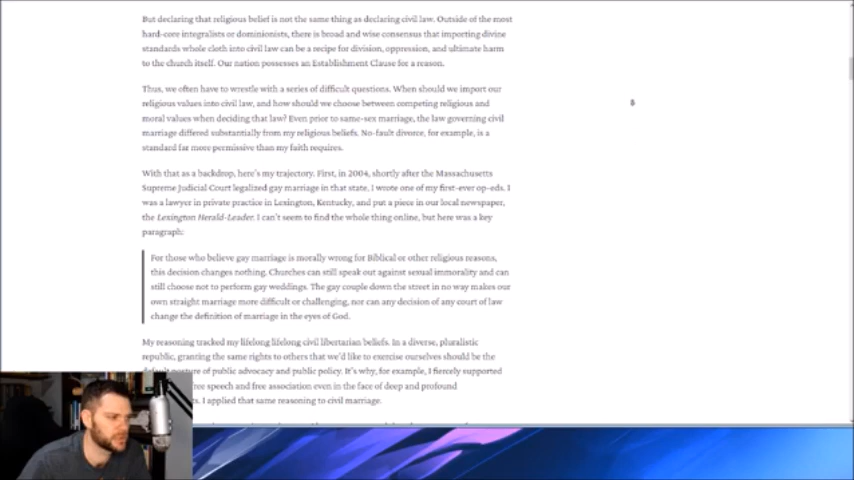 But declaring that religious belief is not the same thing as declaring civil law. Outside of the most
hard-core integralists or dominionists, there is broad and wise consensus that importing divine
standards whole cloth into civil law can be a recipe for division, oppression, and ultimate harm
to the church itself. Our nation possesses an Establishment Clause for a reason.
Thus, we often have to wrestle with a series of difficult questions. When should we import our
religious values into civil law, and how should we choose between competing religious and
moral values when deciding that law? Even prior to same-sex marriage, the law governing civil
marriage differed substantially from my religious beliefs. No-fault divorce, for example, is a
standard far more permissive than my faith requires.
With that as a backdrop, here's my trajectory. First, in 2004, shortly after the Massachusetts
Supreme Judicial Court legalized gay marriage in that state, I wrote one of my first-ever op-eds. I
was a lawyer in private practice in Lexington, Kentucky, and put a piece in our local newspaper,
the Lexington Herald-Leader. I can't seem to find the whole thing online, but here was a key
paragraph:
For those who believe gay marriage is morally wrong for Biblical or other religious reasons,
this decision changes nothing. Churches can still speak out against sexual immorality and can
still choose not to perform gay weddings. The gay couple down the street in no way makes our
own straight marriage more difficult or challenging, nor can any decision of any court of law
change the definition of marriage in the eyes of God.
My reasoning tracked my lifelong lifelong civil libertarian beliefs. In a diverse, pluralistic
republic, granting the same rights to others that we'd like to exercise ourselves should be the
default posture of public advocacy and public policy. It's why, for example, I fiercely supported
free speech and free association even in the face of deep and profound
I applied that same reasoning to civil marriage.